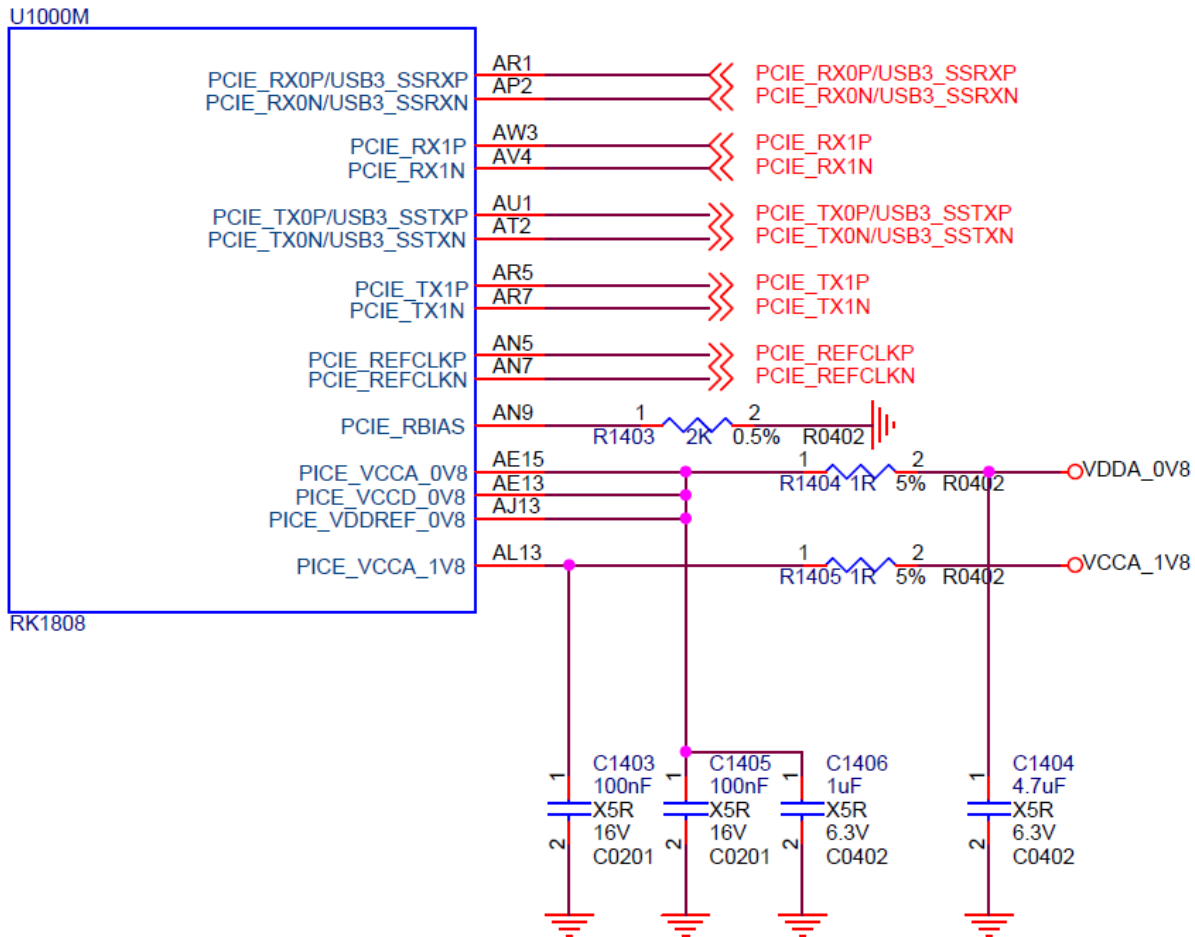 U1000M
PCIE_RX0P/USB3_SSRXP AR1 PCIE_RX0P/USB3_SSRXP
PCIE_RX0N/USB3_SSRXN AP2 PCIE_RX0N/USB3_SSRXN
PCIE_RX1P AW3 PCIE_RX1P
PCIE_RX1N AV4 PCIE_RX1N
PCIE_TX0P/USB3_SSTXP AU1 PCIE_TX0P/USB3_SSTXP
PCIE_TX0N/USB3_SSTXN AT2 PCIE_TX0N/USB3_SSTXN
PCIE_TX1P AR5 PCIE_TX1P
PCIE_TX1N AR7 PCIE_TX1N
PCIE_REFCLKP AN5 PCIE_REFCLKP
PCIE_REFCLKN AN7 PCIE_REFCLKN
PCIE_RBIAS AN9 1 2
R1403 2K 0.5% R0402
PICE_VCCA_0V8 AE15 1 2 VDDA_0V8
R1404 1R 5% R0402
PICE_VCCD_0V8 AE13
PICE_VDDREF_0V8 AJ13
PICE_VCCA_1V8 AL13 1 2 VCCA_1V8
R1405 1R 5% R0402
RK1808
C1403 C1405 C1406 C1404
1 100nF 1 100nF 1 1uF 1 4.7uF
X5R X5R X5R X5R
2 16V 2 16V 2 6.3V 2 6.3V
C0201 C0201 C0402 C0402